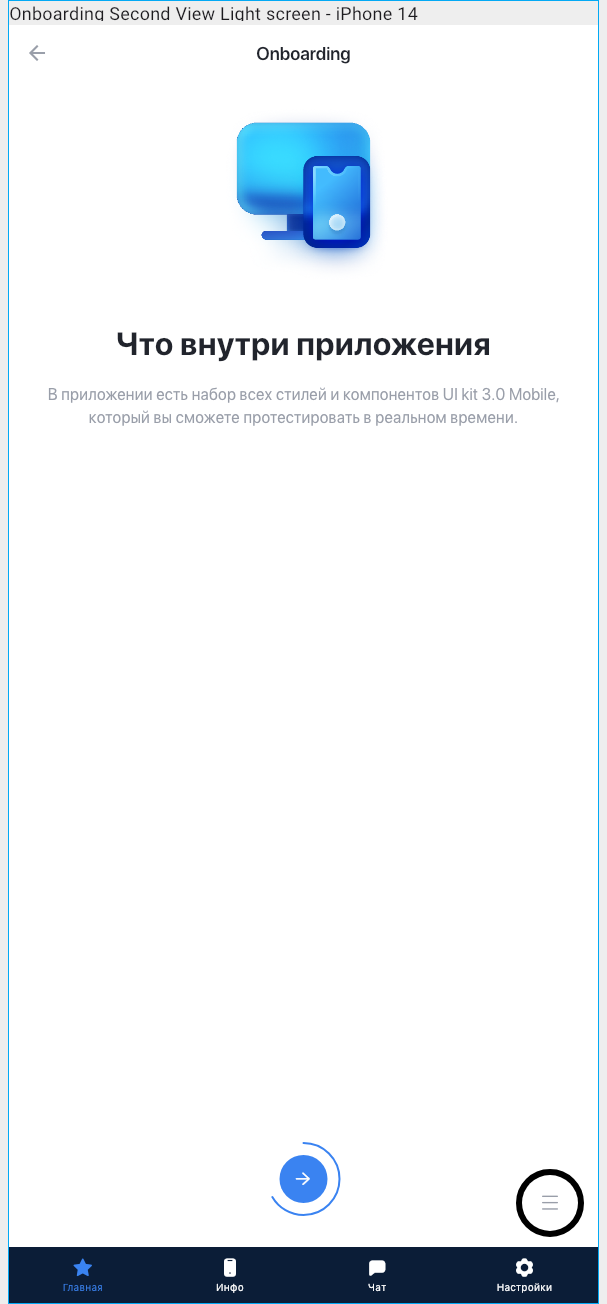 Onboarding Second View Light screen - iPhone 14
Onboarding
Что внутри приложения
В приложении есть набор всех стилей и компонентов UI kit 3.0 Mobile,
который вы сможете протестировать в реальном времени.
Главная
Инфо
Чат
Настройки